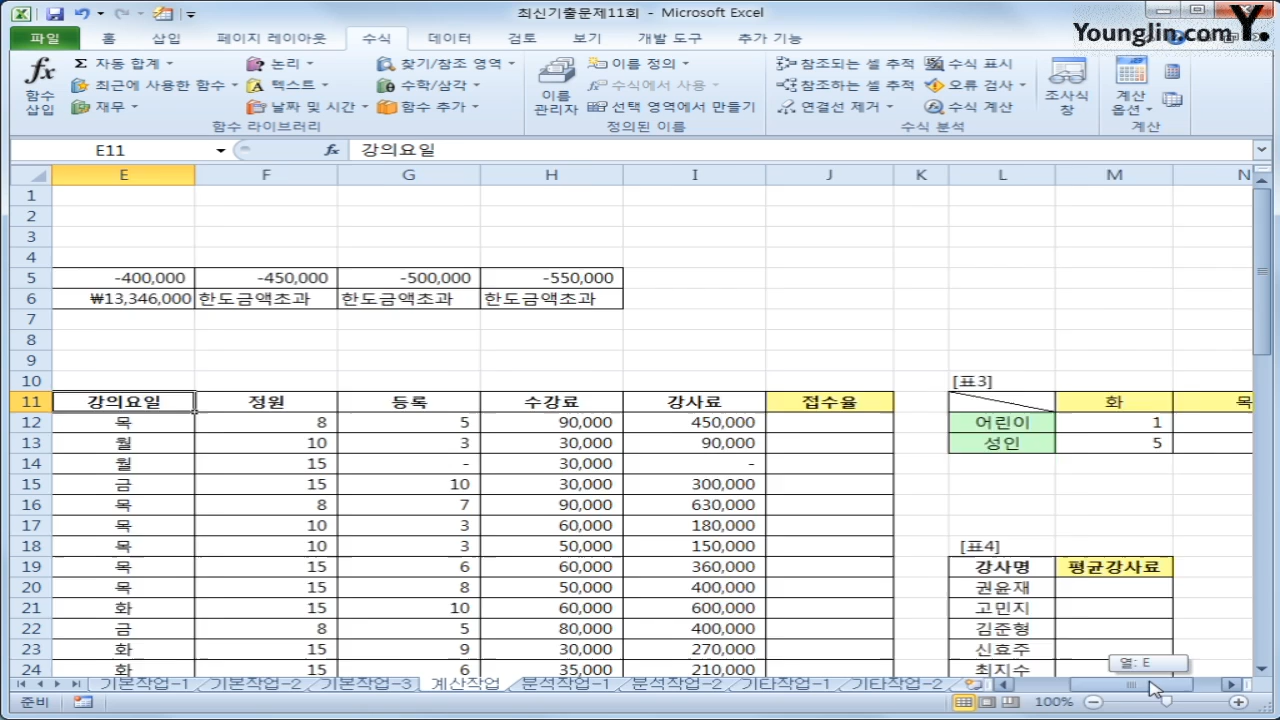 최신기출문제11회 - Microsoft Excel
Younglin.com Y.
파일 홈 삽입 페이지 레이아웃 수식 데이터 검토 보기 개발 도구 추가 기능
fx 함수 삽입
Σ 자동 합계
최근에 사용한 함수
재무
논리
텍스트
날짜 및 시간
찾기/참조 영역
수학/삼각
함수 추가
함수 라이브러리
이름 관리자
이름 정의
수식에서 사용
선택 영역에서 만들기
정의된 이름
참조되는 셀 추적
참조하는 셀 추적
연결선 제거
수식 표시
오류 검사
수식 계산
조사식 창
수식 분석
계산 옵션
계산
E11 fx 강의요일
E F G H I J K L M N
1
2
3
4
5 -400,000 -450,000 -500,000 -550,000
6 ₩13,346,000 한도금액초과 한도금액초과 한도금액초과
7
8
9
10 [표3]
11 강의요일 정원 등록 수강료 강사료 접수율 화 목
12 목 8 5 90,000 450,000 어린이 1
13 월 10 3 30,000 90,000 성인 5
14 월 15 - 30,000 -
15 금 15 10 30,000 300,000
16 목 8 7 90,000 630,000
17 목 10 3 60,000 180,000
18 목 10 3 50,000 150,000 [표4]
19 목 15 6 60,000 360,000 강사명 평균강사료
20 목 15 8 50,000 400,000 권윤재
21 화 15 10 60,000 600,000 고민지
22 금 8 5 80,000 400,000 김준형
23 화 15 9 30,000 270,000 신효주
24 화 15 6 35,000 210,000 최지수
열: E
기본작업-1 기본작업-2 기본작업-3 계산작업 분석작업-1 분석작업-2 기타작업-1 기타작업-2
준비 100%